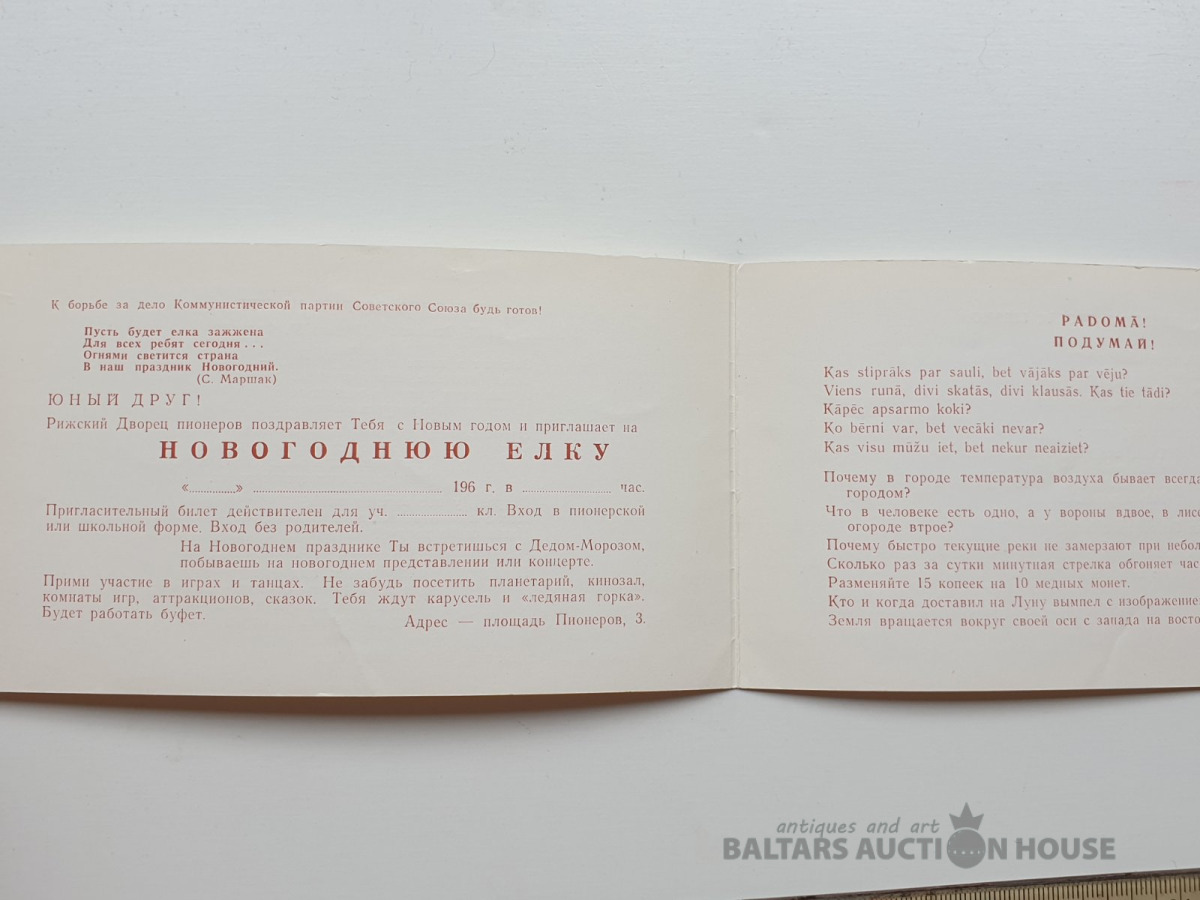 К борьбе за дело Коммунистической партии Советского Союза будь готов!
Пусть будет елка зажжена
Для всех ребят сегодня . . .
Огнями светится страна
В наш праздник Новогодний.
(С. Маршак)
ЮНЫЙ ДРУГ!
Рижский Дворец пионеров поздравляет Тебя с Новым годом и приглашает на
НОВОГОДНЮЮ ЕЛКУ
«..............» ........................................................ 196 г. в ........................... час.
Пригласительный билет действителен для уч. ..................... кл. Вход в пионерской
или школьной форме. Вход без родителей.
На Новогоднем празднике Ты встретишься с Дедом-Морозом,
побываешь на новогоднем представлении или концерте.
Прими участие в играх и танцах. Не забудь посетить планетарий, кинозал,
комнаты игр, аттракционов, сказок. Тебя ждут карусель и «ледяная горка».
Будет работать буфет.
Адрес — площадь Пионеров, 3.
PADOMĀ!
ПОДУМАЙ!
Kas stiprāks par sauli, bet vājāks par vēju?
Viens runā, divi skatās, divi klausās. Kas tie tādi?
Kāpēc apsarmo koki?
Ko bērni var, bet vecāki nevar?
Kas visu mūžu iet, bet nekur neaiziet?
Почему в городе температура воздуха бывает всегда
городом?
Что в человеке есть одно, а у вороны вдвое, в
огороде втрое?
Почему быстро текущие реки не замерзают при
Сколько раз за сутки минутная стрелка обгоняет
Разменяйте 15 копеек на 10 медных монет.
Кто и когда доставил на Луну вымпел с
Земля вращается вокруг своей оси с запада на
antiques and art
BALTARS AUCTION HOUSE